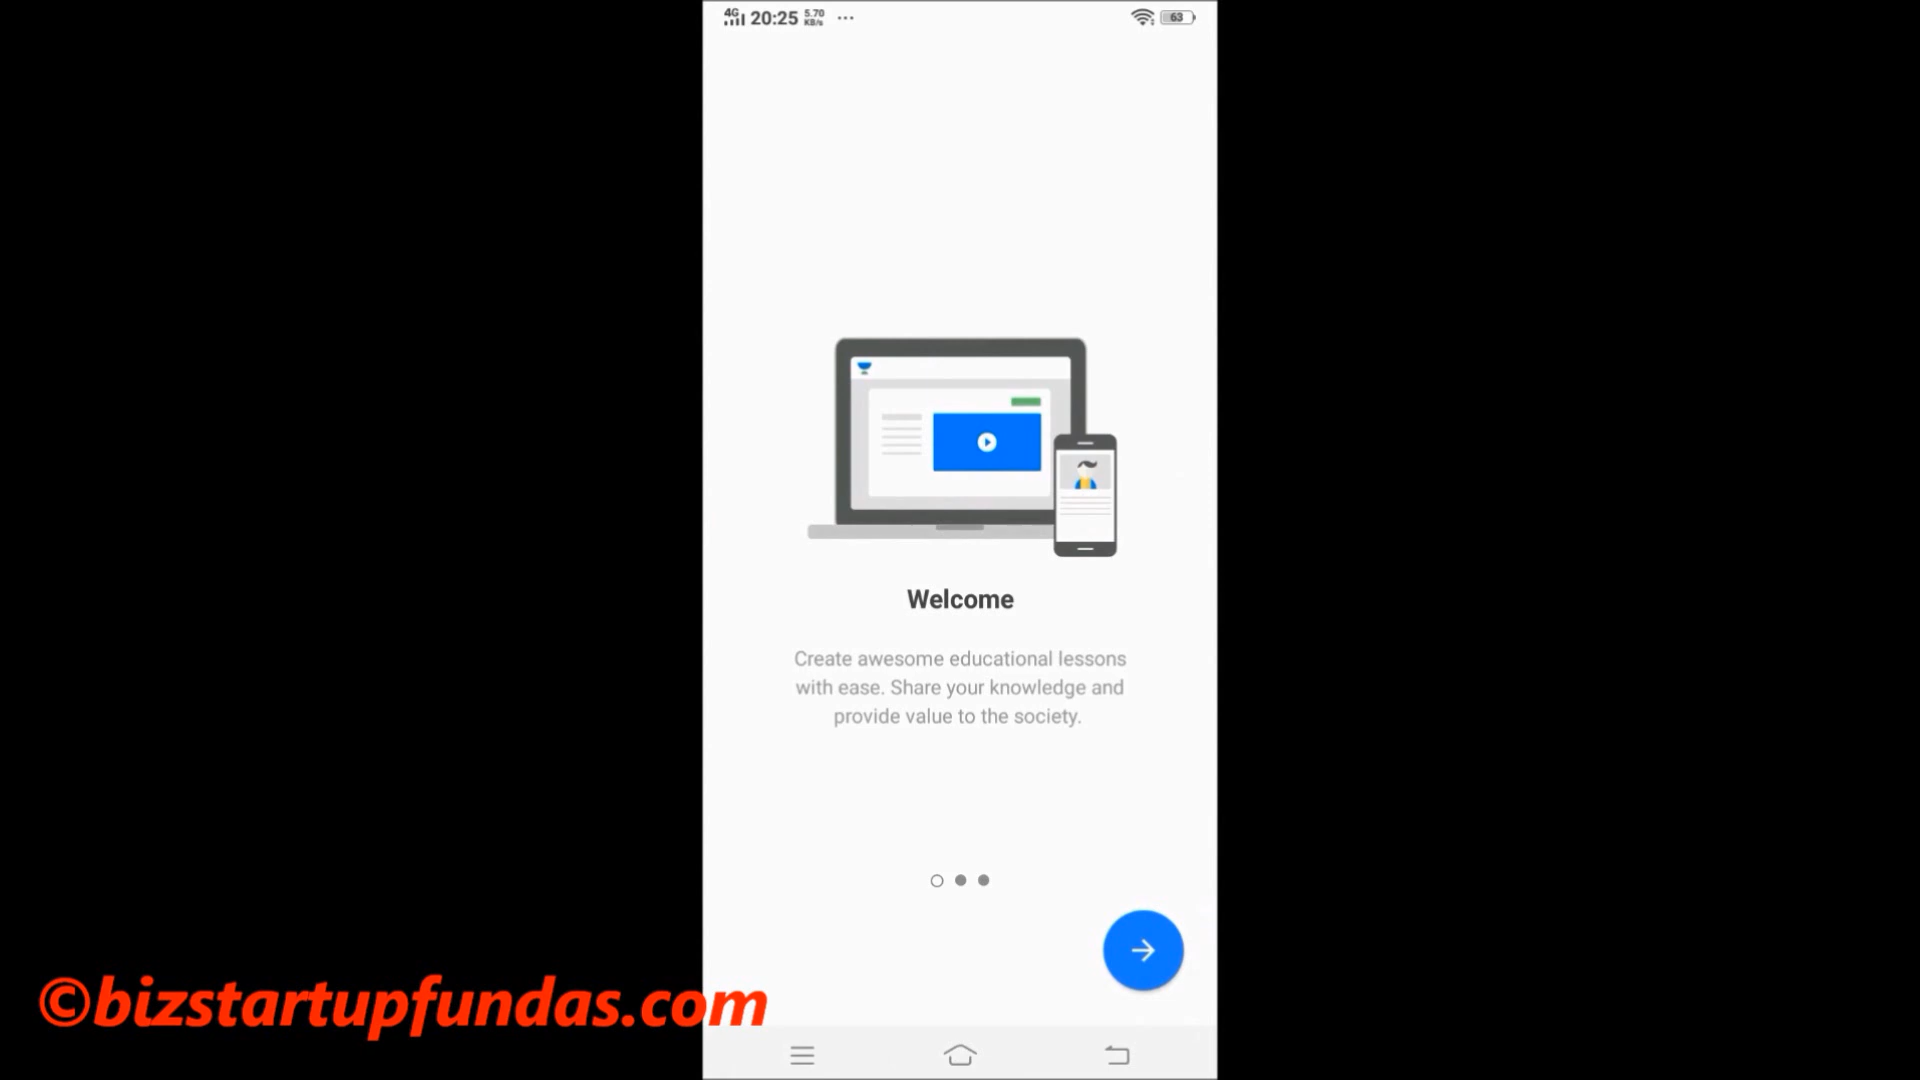 4G 20:25 5.70 KB/s ... 63
Welcome
Create awesome educational lessons
with ease. Share your knowledge and
provide value to the society.
©bizstartupfundas.com